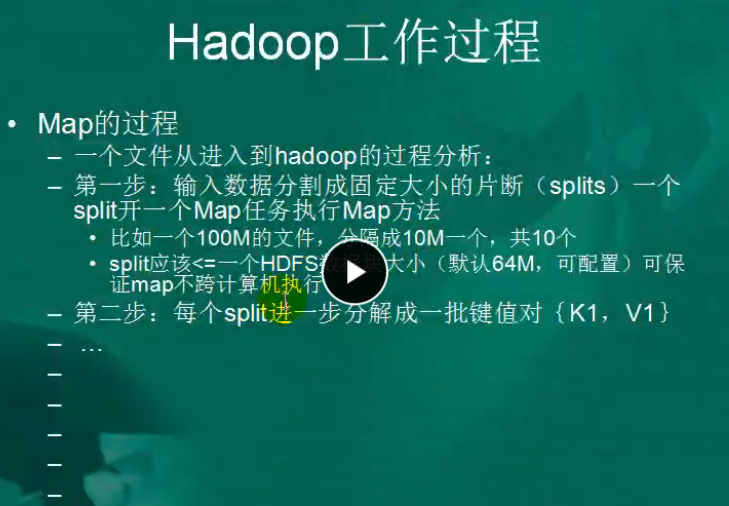 Hadoop工作过程
• Map的过程
– 一个文件从进入到hadoop的过程分析：
– 第一步：输入数据分割成固定大小的片断（splits）一个
split开一个Map任务执行Map方法
• 比如一个100M的文件，分隔成10M一个，共10个
• split应该<=一个HDFS数据块大小（默认64M，可配置）可保
证map不跨计算机执行
– 第二步：每个split进一步分解成一批键值对｛K1，V1｝
– …
–
–
–
–
–